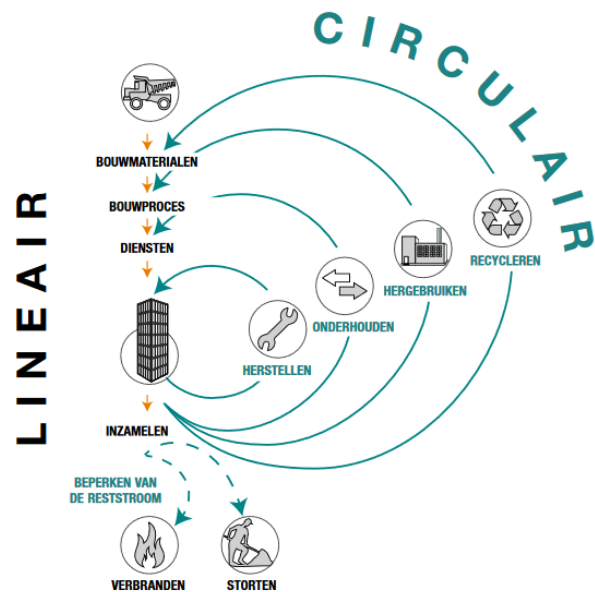 CIRCULAIR
LINEAIR
BOUWMATERIALEN
BOUWPROCES
DIENSTEN
RECYCLEREN
HERGEBRUIKEN
ONDERHOUDEN
HERSTELLEN
INZAMELEN
BEPERKEN VAN
DE RESTSTROOM
VERBRANDEN
STORTEN